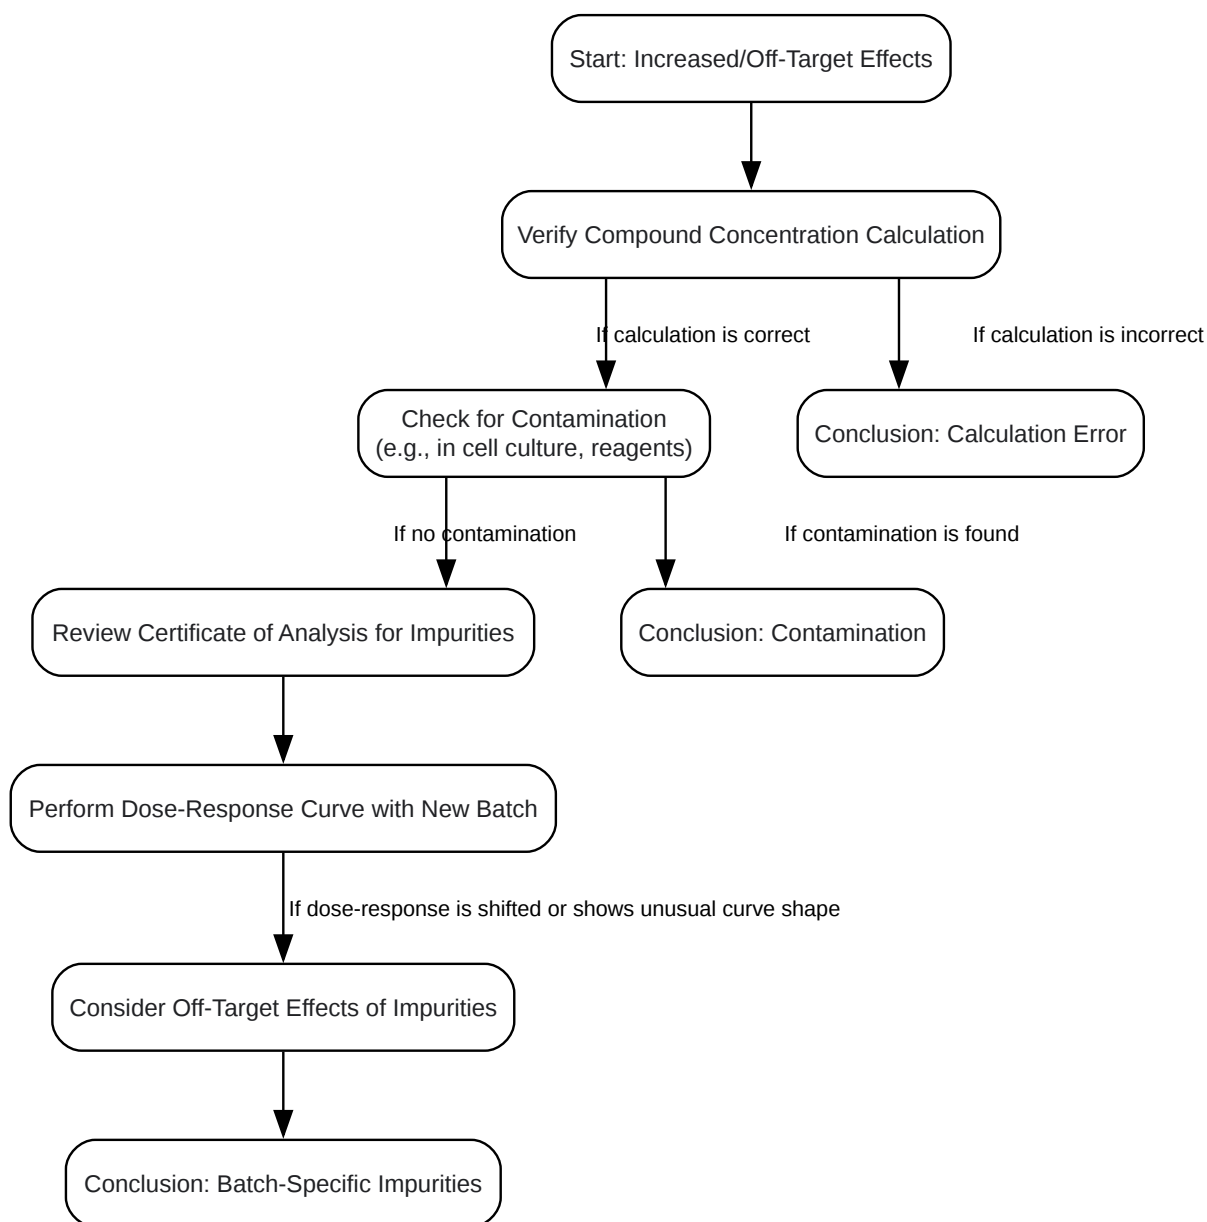 Start: Increased/Off-Target Effects
Verify Compound Concentration Calculation
If calculation is correct
If calculation is incorrect
Check for Contamination
(e.g., in cell culture, reagents)
Conclusion: Calculation Error
If no contamination
If contamination is found
Review Certificate of Analysis for Impurities
Conclusion: Contamination
Perform Dose-Response Curve with New Batch
If dose-response is shifted or shows unusual curve shape
Consider Off-Target Effects of Impurities
Conclusion: Batch-Specific Impurities